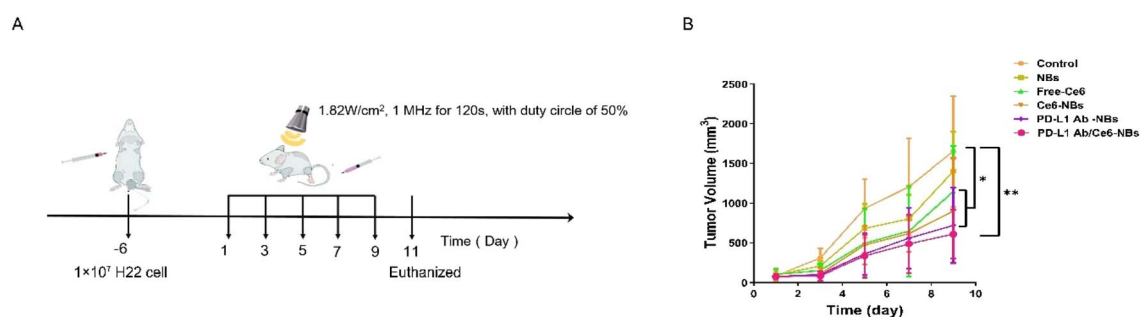 A
1.82W/cm², 1 MHz for 120s, with duty circle of 50%
-6
1
3
5
7
9
11
Time ( Day )
1×10⁷ H22 cell
Euthanized
B
Control
NBs
Free-Ce6
Ce6-NBs
PD-L1 Ab -NBs
PD-L1 Ab/Ce6-NBs
Tumor Volume (mm³)
2500
2000
1500
1000
500
0
0
2
4
6
8
10
Time (day)
*
**